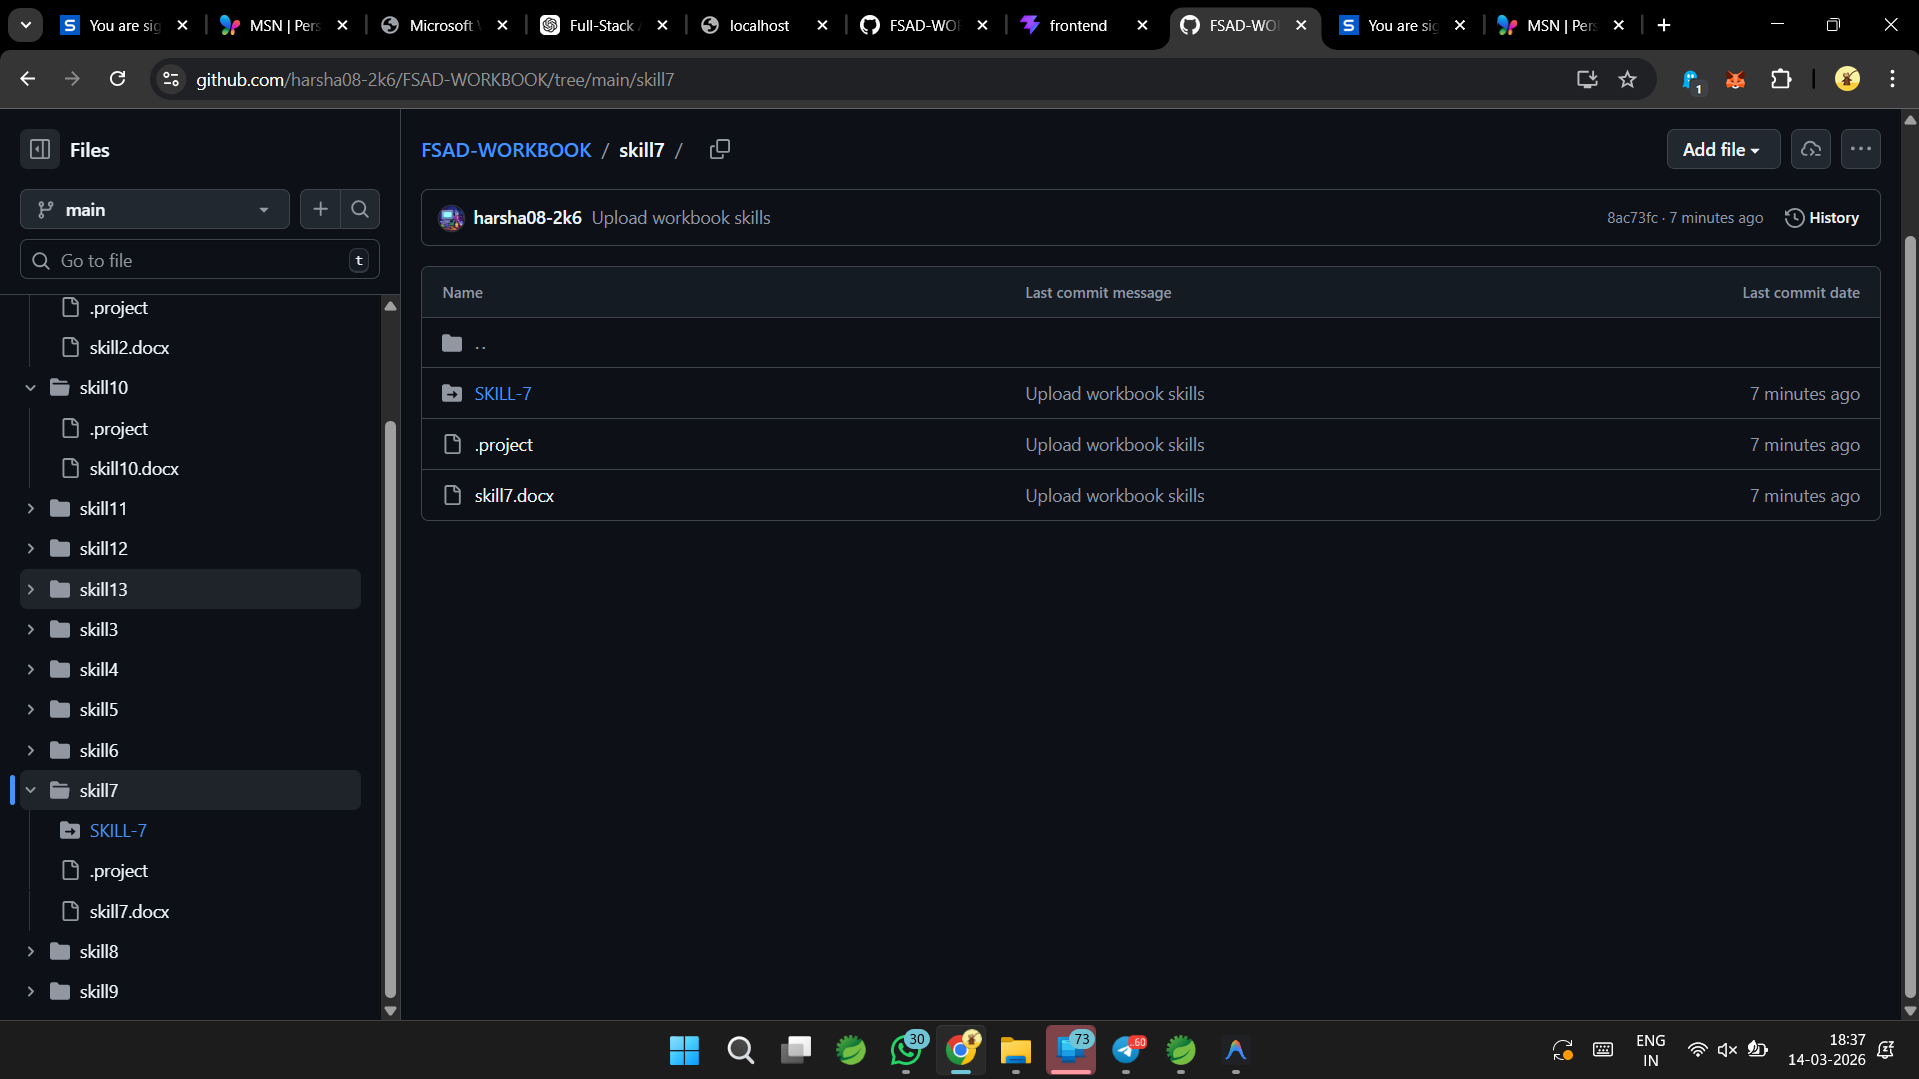 You are sig
MSN | Pers
Microsoft
Full-Stack
localhost
FSAD-WO
frontend
FSAD-WO
You are sig
MSN | Pers
github.com/harsha08-2k6/FSAD-WORKBOOK/tree/main/skill7
1
Files
main
Go to file
t
.project
skill2.docx
skill10
.project
skill10.docx
skill11
skill12
skill13
skill3
skill4
skill5
skill6
skill7
SKILL-7
.project
skill7.docx
skill8
skill9
FSAD-WORKBOOK / skill7 /
Add file
harsha08-2k6 Upload workbook skills
8ac73fc · 7 minutes ago
History
Name Last commit message Last commit date
..
SKILL-7 Upload workbook skills 7 minutes ago
.project Upload workbook skills 7 minutes ago
skill7.docx Upload workbook skills 7 minutes ago
30
73
60
ENG
IN
18:37
14-03-2026